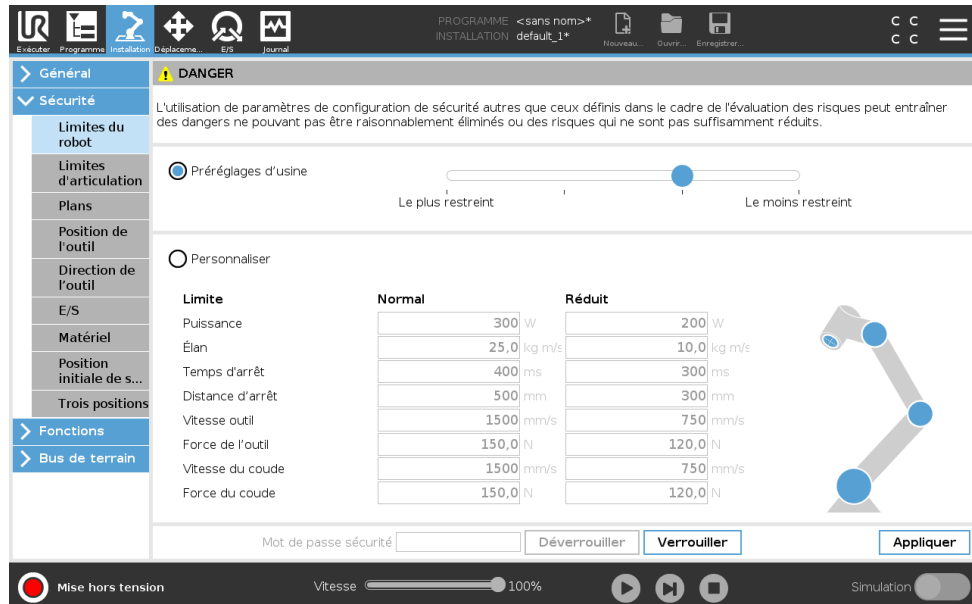 UR
Exécuter
Programme
Installation
Déplaceme...
E/S
Journal
PROGRAMME <sans nom>*
INSTALLATION default_1*
Nouveau...
Ouvrir...
Enregistrer...
C C
C C
Général
Sécurité
Limites du
robot
Limites
d'articulation
Plans
Position de
l'outil
Direction de
l'outil
E/S
Matériel
Position
initiale de s...
Trois positions
Fonctions
Bus de terrain
DANGER
L'utilisation de paramètres de configuration de sécurité autres que ceux définis dans le cadre de l'évaluation des risques peut entraîner
des dangers ne pouvant pas être raisonnablement éliminés ou des risques qui ne sont pas suffisamment réduits.
Préréglages d'usine
Le plus restreint
Le moins restreint
Personnaliser
Limite Normal Réduit
Puissance 300 W 200 W
Élan 25,0 kg m/s 10,0 kg m/s
Temps d'arrêt 400 ms 300 ms
Distance d'arrêt 500 mm 300 mm
Vitesse outil 1500 mm/s 750 mm/s
Force de l'outil 150,0 N 120,0 N
Vitesse du coude 1500 mm/s 750 mm/s
Force du coude 150,0 N 120,0 N
Mot de passe sécurité Déverrouiller Verrouiller Appliquer
Mise hors tension Vitesse 100% Simulation